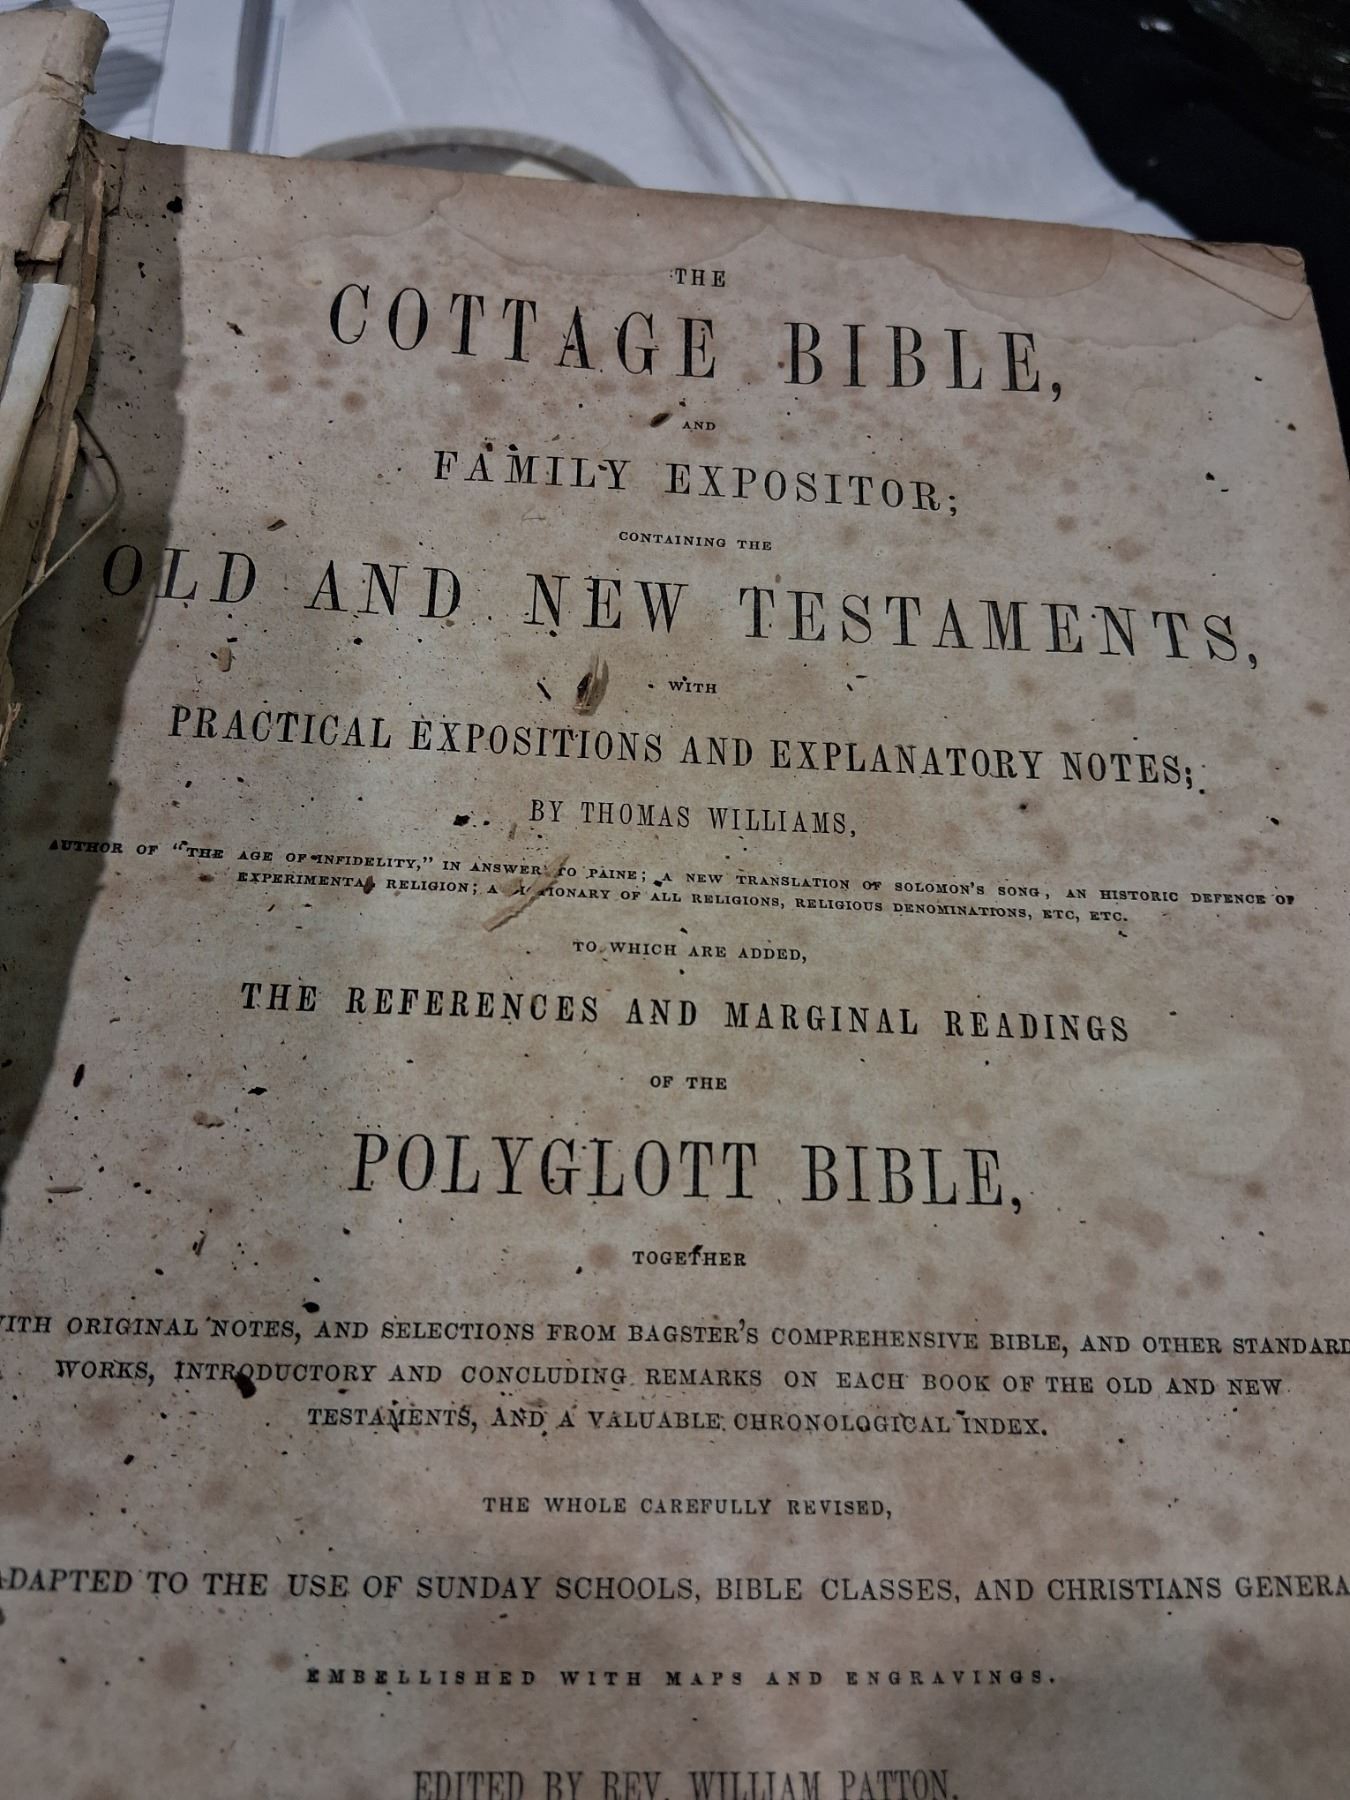 THE
COTTAGE BIBLE,
AND
FAMILY EXPOSITOR;
CONTAINING THE
OLD AND NEW TESTAMENTS,
WITH
PRACTICAL EXPOSITIONS AND EXPLANATORY NOTES;
BY THOMAS WILLIAMS,
AUTHOR OF "THE AGE OF INFIDELITY," IN ANSWER TO PAINE; A NEW TRANSLATION OF SOLOMON'S SONG, AN HISTORIC DEFENCE OF
EXPERIMENTAL RELIGION; A OF ALL RELIGIONS, RELIGIOUS DENOMINATIONS, ETC, ETC.
TO WHICH ARE ADDED,
THE REFERENCES AND MARGINAL READINGS
OF THE
POLYGLOTT BIBLE,
TOGETHER
ITH ORIGINAL NOTES, AND SELECTIONS FROM BAGSTER'S COMPREHENSIVE BIBLE, AND OTHER STANDARD
WORKS, INTRODUCTORY AND CONCLUDING REMARKS ON EACH BOOK OF THE OLD AND NEW
TESTAMENTS, AND A VALUABLE CHRONOLOGICAL INDEX.
THE WHOLE CAREFULLY REVISED,
ADAPTED TO THE USE OF SUNDAY SCHOOLS, BIBLE CLASSES, AND CHRISTIANS GENERA
EMBELLISHED WITH MAPS AND ENGRAVINGS.
EDITED BY REV. WILLIAM PATTON.